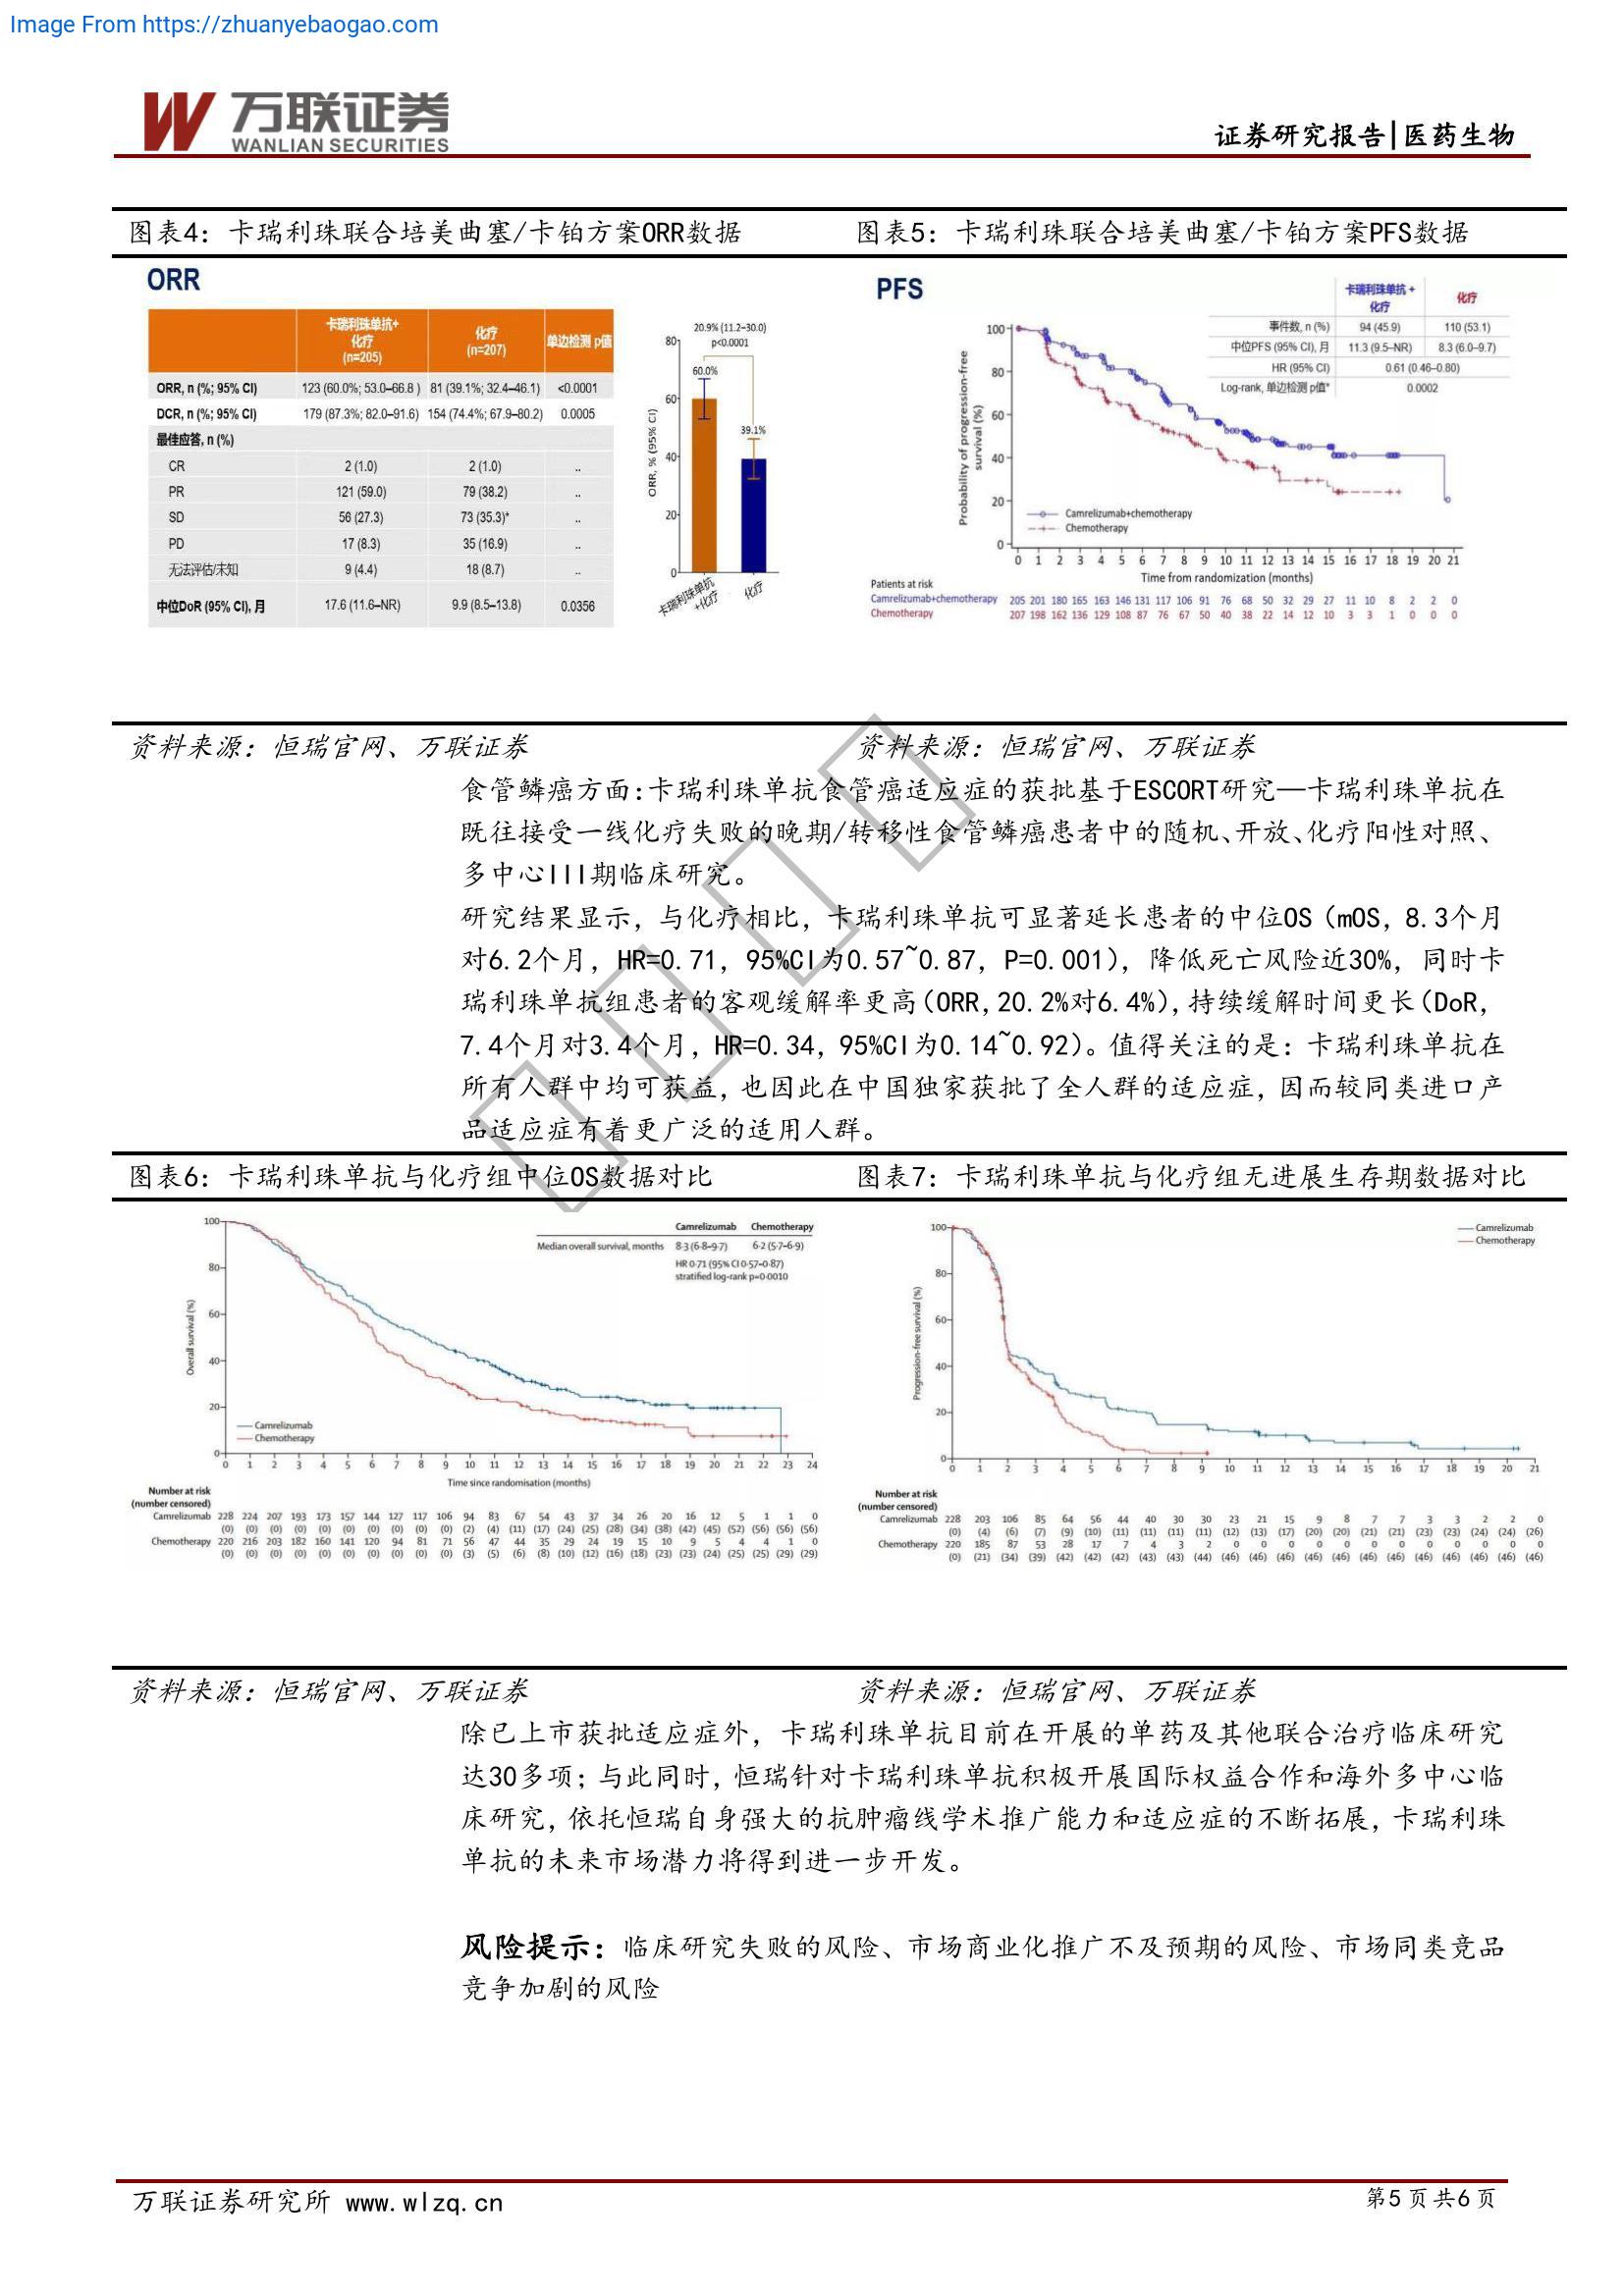 Image From https://zhuanyebaogao.com
万联证券
WANLIAN SECURITIES
证券研究报告|医药生物
图表4：卡瑞利珠联合培美曲塞/卡铂方案ORR数据
图表5：卡瑞利珠联合培美曲塞/卡铂方案PFS数据
ORR
卡瑞利珠单抗+化疗 (n=205) 化疗 (n=207) 单边检测 p值
ORR, n (%; 95% CI) 123 (60.0%; 53.0–66.8 ) 81 (39.1%; 32.4–46.1) <0.0001
DCR, n (%; 95% CI) 179 (87.3%; 82.0–91.6) 154 (74.4%; 67.9–80.2) 0.0005
最佳应答, n (%)
CR 2 (1.0) 2 (1.0) ..
PR 121 (59.0) 79 (38.2) ..
SD 56 (27.3) 73 (35.3)* ..
PD 17 (8.3) 35 (16.9) ..
无法评估/未知 9 (4.4) 18 (8.7) ..
中位DoR (95% CI), 月 17.6 (11.6–NR) 9.9 (8.5–13.8) 0.0356
20.9% (11.2–30.0)
p<0.0001
60.0%
39.1%
ORR, % (95% CI)
80
60
40
20
0
卡瑞利珠单抗+化疗 化疗
PFS
卡瑞利珠单抗 + 化疗 化疗
事件数, n (%) 94 (45.9) 110 (53.1)
中位PFS (95% CI), 月 11.3 (9.5–NR) 8.3 (6.0–9.7)
HR (95% CI) 0.61 (0.46–0.80)
Log-rank, 单边检测 p值* 0.0002
Probability of progression-free survival (%)
100
80
60
40
20
0
Camrelizumab+chemotherapy
Chemotherapy
0 1 2 3 4 5 6 7 8 9 10 11 12 13 14 15 16 17 18 19 20 21
Time from randomization (months)
Patients at risk
Camrelizumab+chemotherapy 205 201 180 165 163 146 131 117 106 91 76 68 50 32 29 27 11 10 8 2 2 0
Chemotherapy 207 198 162 136 129 108 87 76 67 50 40 38 22 14 12 10 3 3 1 0 0 0
资料来源：恒瑞官网、万联证券
资料来源：恒瑞官网、万联证券
食管鳞癌方面:卡瑞利珠单抗食管癌适应症的获批基于ESCORT研究—卡瑞利珠单抗在
既往接受一线化疗失败的晚期/转移性食管鳞癌患者中的随机、开放、化疗阳性对照、
多中心III期临床研究。
研究结果显示，与化疗相比，卡瑞利珠单抗可显著延长患者的中位OS（mOS，8.3个月
对6.2个月，HR=0.71，95%CI为0.57~0.87，P=0.001），降低死亡风险近30%，同时卡
瑞利珠单抗组患者的客观缓解率更高（ORR，20.2%对6.4%），持续缓解时间更长（DoR，
7.4个月对3.4个月，HR=0.34，95%CI为0.14~0.92）。值得关注的是：卡瑞利珠单抗在
所有人群中均可获益，也因此在中国独家获批了全人群的适应症，因而较同类进口产
品适应症有着更广泛的适用人群。
图表6：卡瑞利珠单抗与化疗组中位OS数据对比
图表7：卡瑞利珠单抗与化疗组无进展生存期数据对比
Camrelizumab Chemotherapy
Median overall survival, months 8·3 (6·8–9·7) 6·2 (5·7–6·9)
HR 0·71 (95% CI 0·57–0·87)
stratified log-rank p=0·0010
Overall survival (%)
100
80
60
40
20
0
Camrelizumab
Chemotherapy
0 1 2 3 4 5 6 7 8 9 10 11 12 13 14 15 16 17 18 19 20 21 22 23 24
Time since randomisation (months)
Number at risk
(number censored)
Camrelizumab 228 224 207 193 173 157 144 127 117 106 94 83 67 54 43 37 34 26 20 16 12 5 1 1 0
(0) (0) (0) (0) (0) (0) (0) (0) (0) (0) (2) (4) (11) (17) (24) (25) (28) (34) (38) (42) (45) (52) (56) (56) (56)
Chemotherapy 220 216 203 182 160 141 120 94 81 71 56 47 44 35 29 24 19 15 10 9 5 4 4 1 0
(0) (0) (0) (0) (0) (0) (0) (0) (0) (0) (3) (5) (6) (8) (10) (12) (16) (18) (23) (23) (24) (25) (25) (29) (29)
Progression-free survival (%)
100
80
60
40
20
0
Camrelizumab
Chemotherapy
0 1 2 3 4 5 6 7 8 9 10 11 12 13 14 15 16 17 18 19 20 21
Number at risk
(number censored)
Camrelizumab 228 203 106 85 64 56 44 40 30 30 23 21 15 9 8 7 7 3 3 2 2 0
(0) (4) (6) (7) (9) (10) (11) (11) (11) (11) (12) (13) (17) (20) (20) (21) (21) (23) (23) (24) (24) (26)
Chemotherapy 220 185 87 53 28 17 7 4 3 2 0 0 0 0 0 0 0 0 0 0 0 0
(0) (21) (34) (39) (42) (42) (42) (43) (43) (44) (46) (46) (46) (46) (46) (46) (46) (46) (46) (46) (46) (46)
资料来源：恒瑞官网、万联证券
资料来源：恒瑞官网、万联证券
除已上市获批适应症外，卡瑞利珠单抗目前在开展的单药及其他联合治疗临床研究
达30多项；与此同时，恒瑞针对卡瑞利珠单抗积极开展国际权益合作和海外多中心临
床研究，依托恒瑞自身强大的抗肿瘤线学术推广能力和适应症的不断拓展，卡瑞利珠
单抗的未来市场潜力将得到进一步开发。
风险提示：临床研究失败的风险、市场商业化推广不及预期的风险、市场同类竞品
竞争加剧的风险
万联证券研究所 www.wlzq.cn
第5页共6页